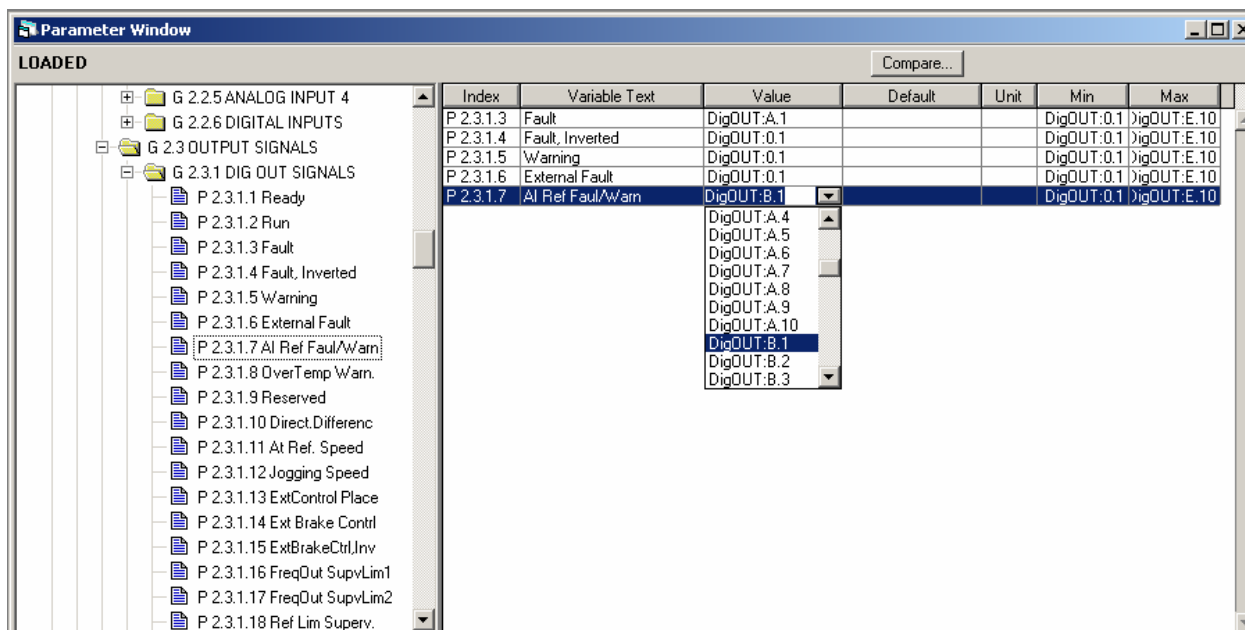 Parameter Window
LOADED
Compare...
G 2.2.5 ANALOG INPUT 4
G 2.2.6 DIGITAL INPUTS
G 2.3 OUTPUT SIGNALS
G 2.3.1 DIG OUT SIGNALS
P 2.3.1.1 Ready
P 2.3.1.2 Run
P 2.3.1.3 Fault
P 2.3.1.4 Fault, Inverted
P 2.3.1.5 Warning
P 2.3.1.6 External Fault
P 2.3.1.7 AI Ref Faul/Warn
P 2.3.1.8 OverTemp Warn.
P 2.3.1.9 Reserved
P 2.3.1.10 Direct.Differenc
P 2.3.1.11 At Ref. Speed
P 2.3.1.12 Jogging Speed
P 2.3.1.13 ExtControl Place
P 2.3.1.14 Ext Brake Contrl
P 2.3.1.15 ExtBrakeCtrl,Inv
P 2.3.1.16 FreqOut SupvLim1
P 2.3.1.17 FreqOut SupvLim2
P 2.3.1.18 Ref Lim Superv.
Index Variable Text Value Default Unit Min Max
P 2.3.1.3 Fault DigOUT:A.1 DigOUT:0.1 DigOUT:E.10
P 2.3.1.4 Fault, Inverted DigOUT:0.1 DigOUT:0.1 DigOUT:E.10
P 2.3.1.5 Warning DigOUT:0.1 DigOUT:0.1 DigOUT:E.10
P 2.3.1.6 External Fault DigOUT:0.1 DigOUT:0.1 DigOUT:E.10
P 2.3.1.7 AI Ref Faul/Warn DigOUT:B.1 DigOUT:0.1 DigOUT:E.10
DigOUT:A.4
DigOUT:A.5
DigOUT:A.6
DigOUT:A.7
DigOUT:A.8
DigOUT:A.9
DigOUT:A.10
DigOUT:B.1
DigOUT:B.2
DigOUT:B.3